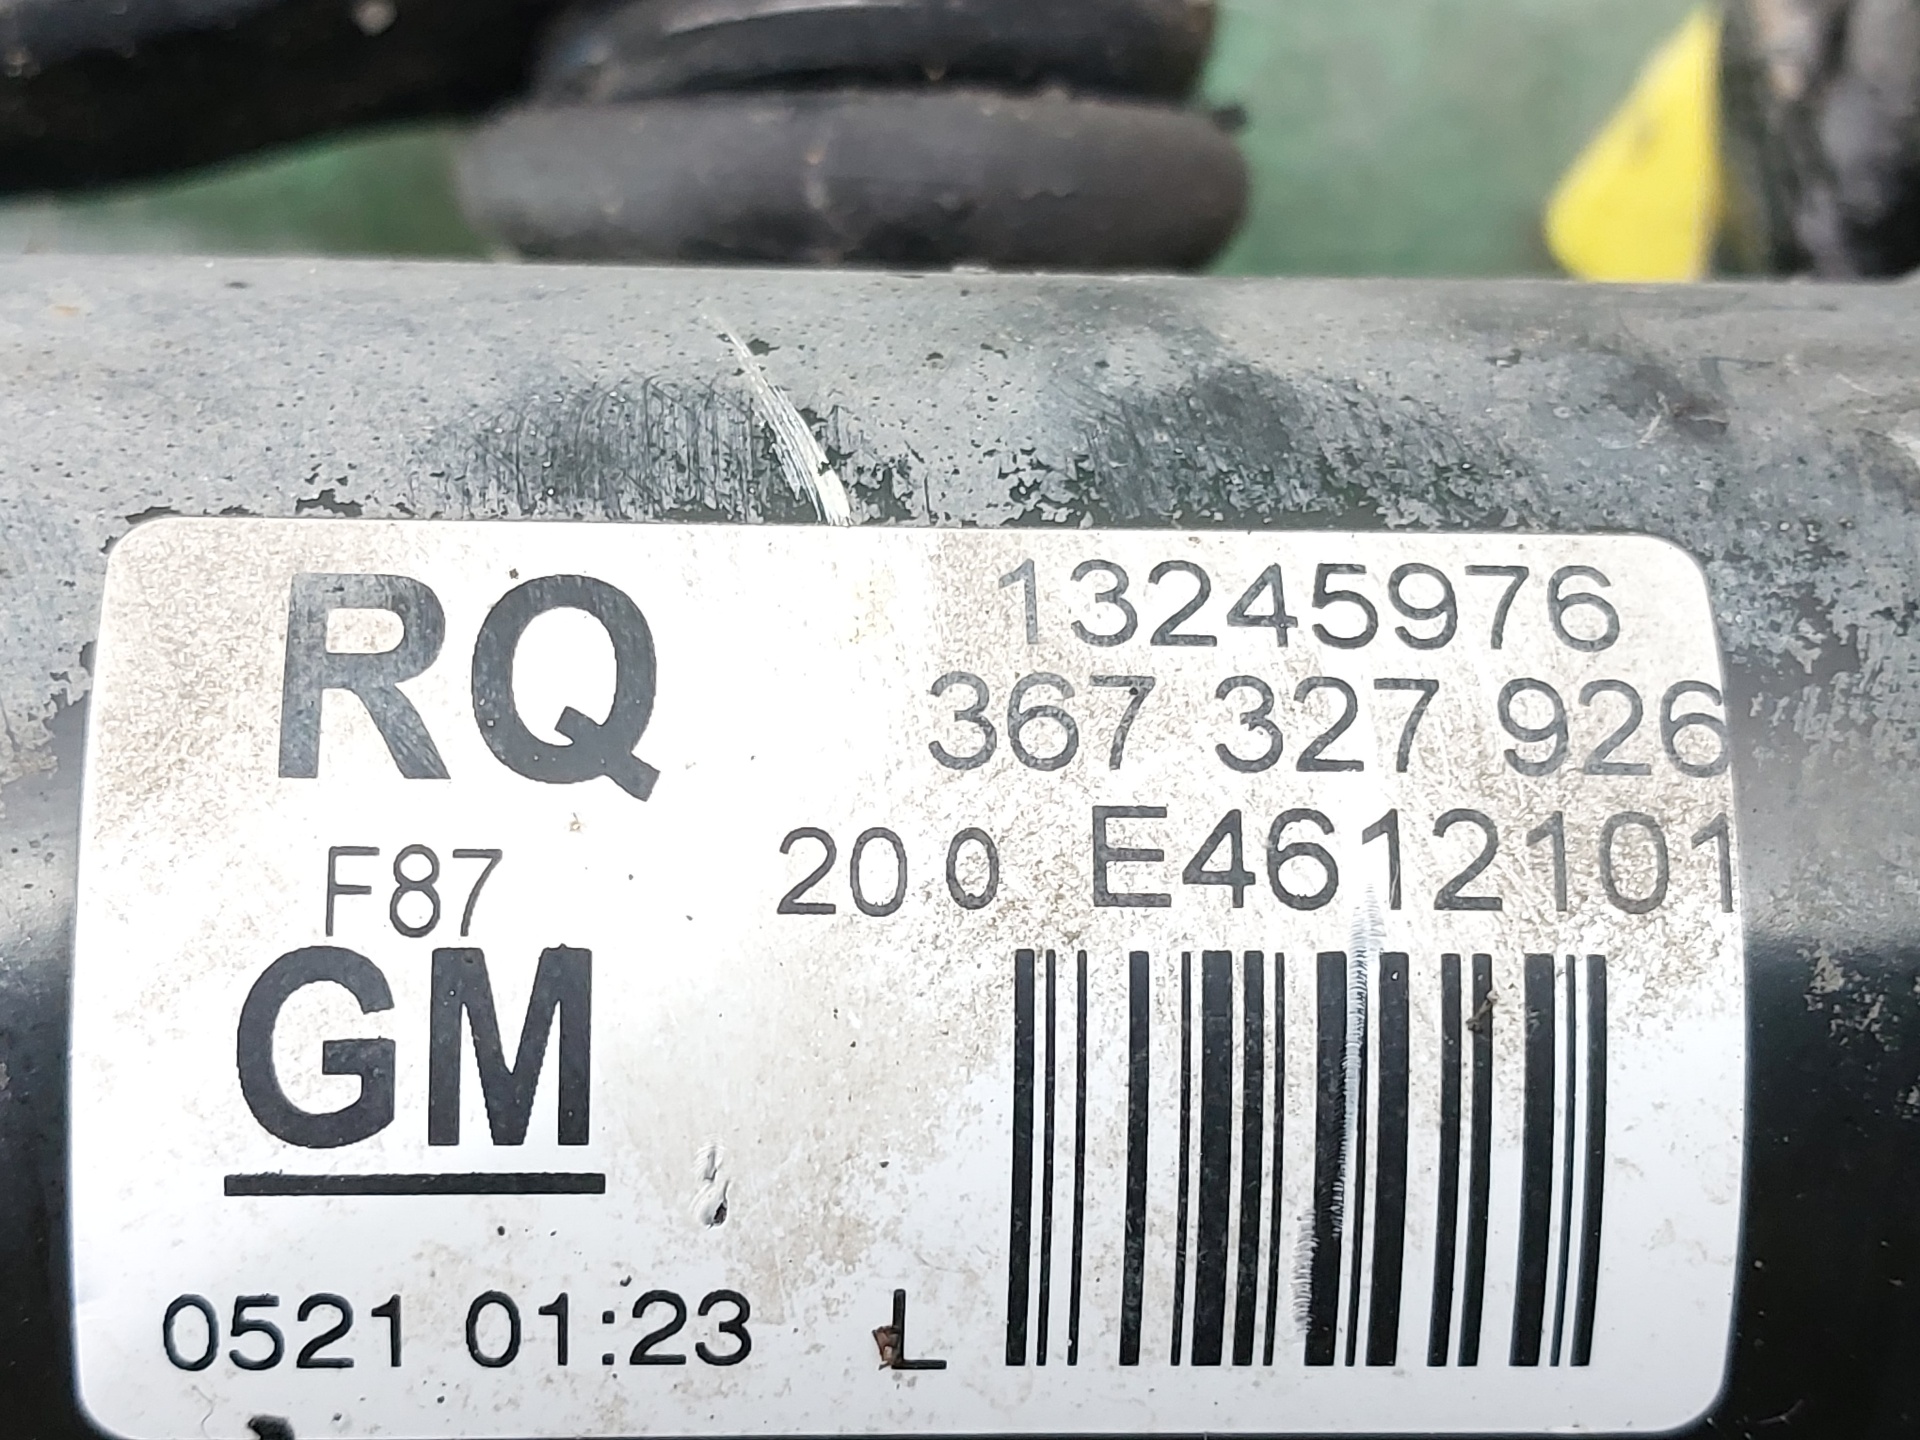 RQ 13245976
367 327 926
F87 20 0 E4612101
GM
0521 01:23 L